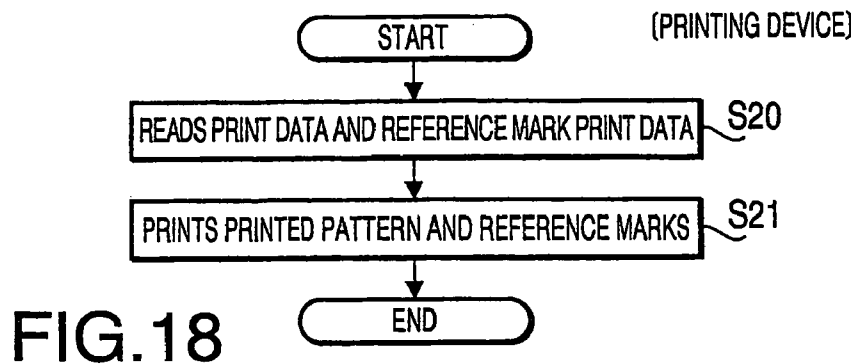 START
(PRINTING DEVICE)
READS PRINT DATA AND REFERENCE MARK PRINT DATA
S20
PRINTS PRINTED PATTERN AND REFERENCE MARKS
S21
END
FIG.18